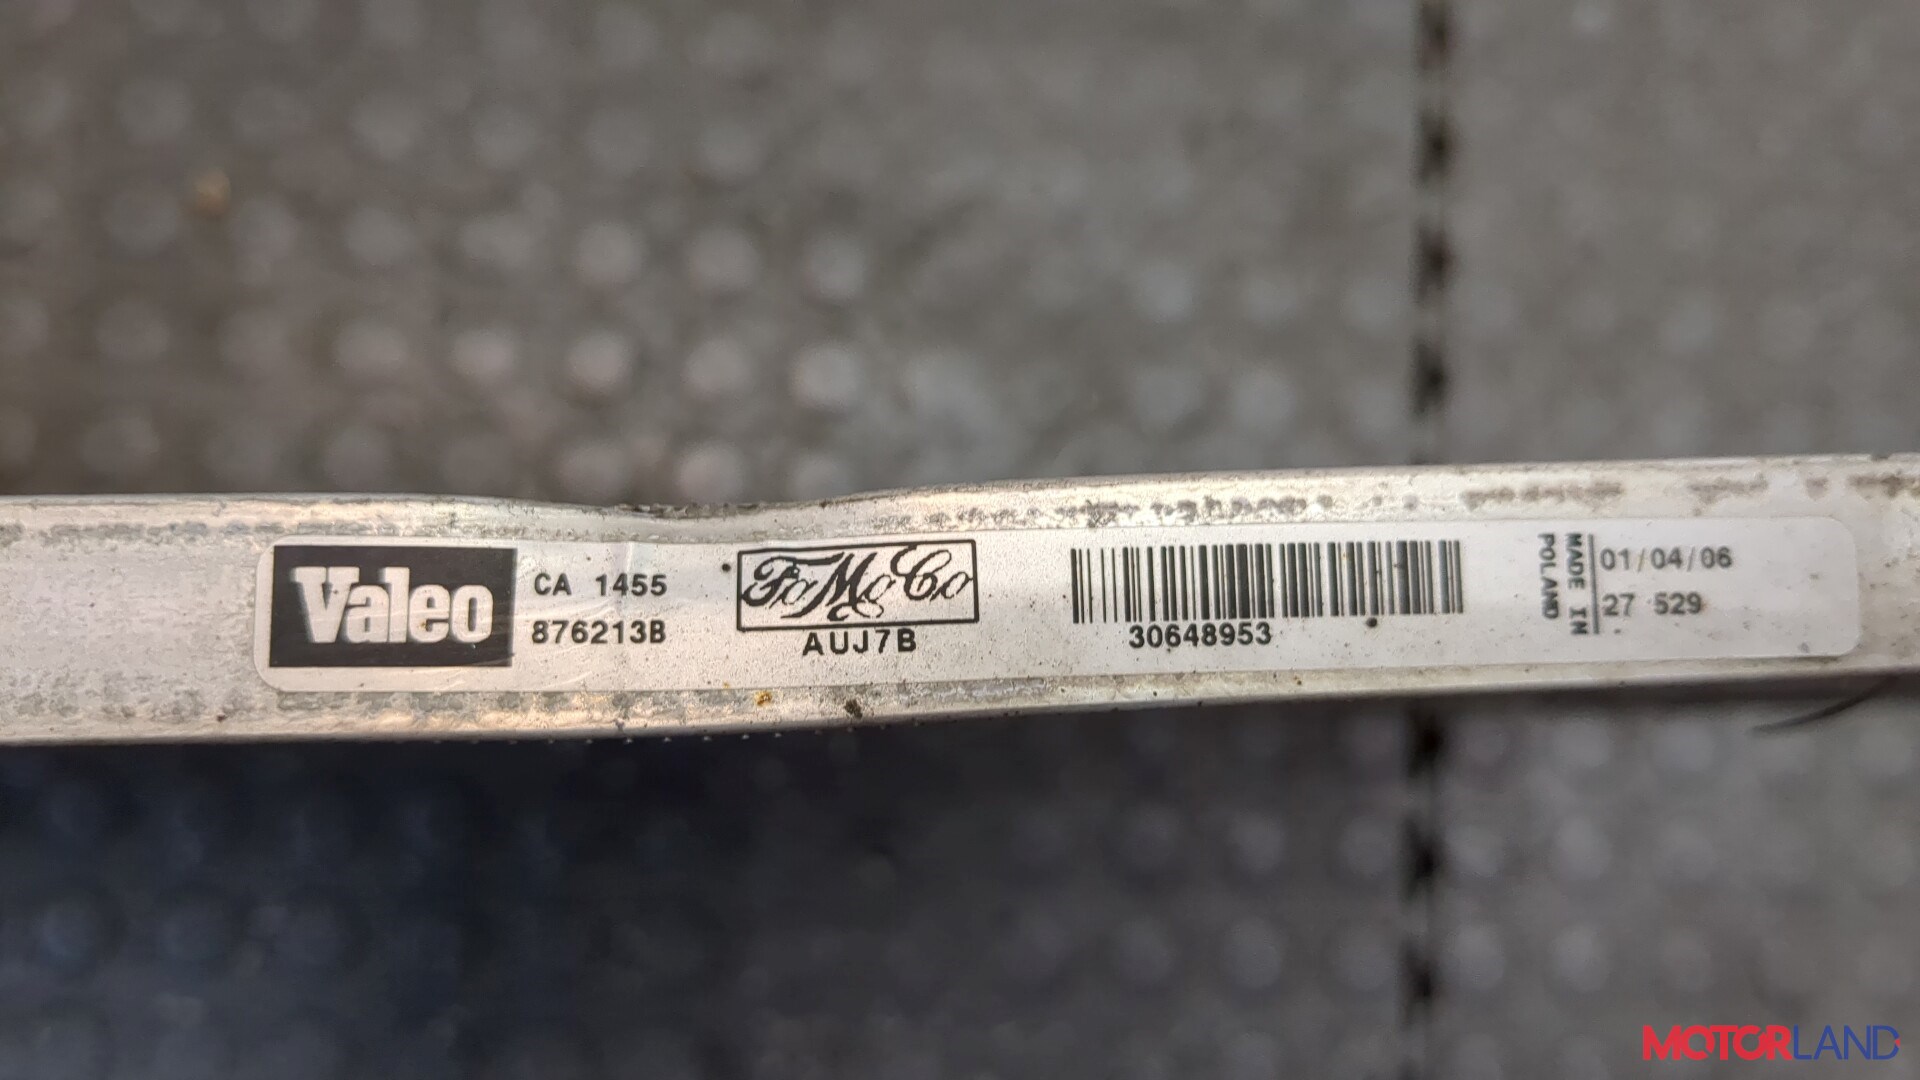 Valeo
CA 1455
876213B
FoMoCo
AUJ7B
30648953
MADE IN
POLAND
01/04/06
27 529
MOTORLAND